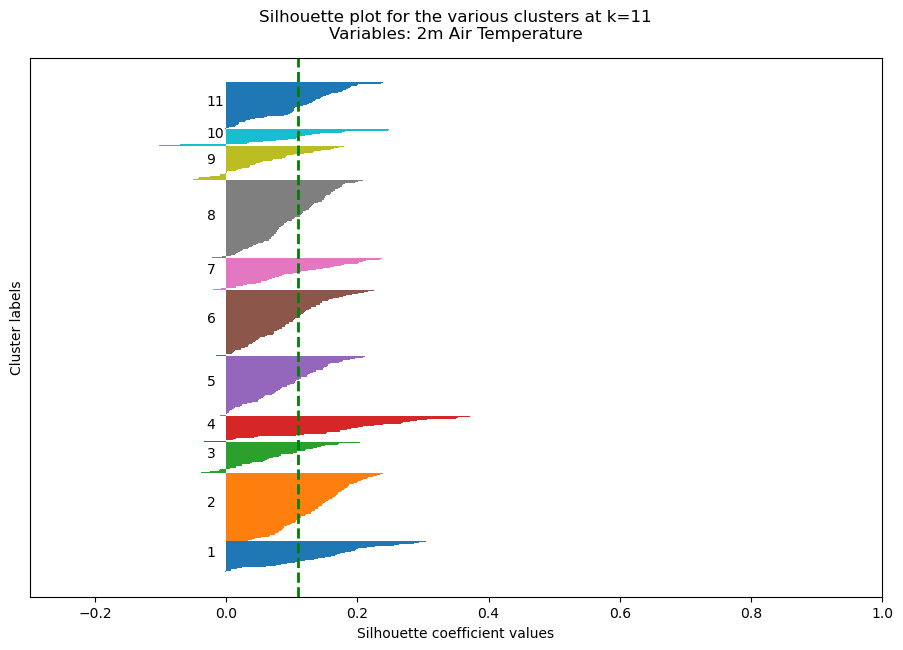 Silhouette plot for the various clusters at k=11
Variables: 2m Air Temperature
11
10
9
8
7
6
5
4
3
2
1
Cluster labels
−0.2 0.0 0.2 0.4 0.6 0.8 1.0
Silhouette coefficient values